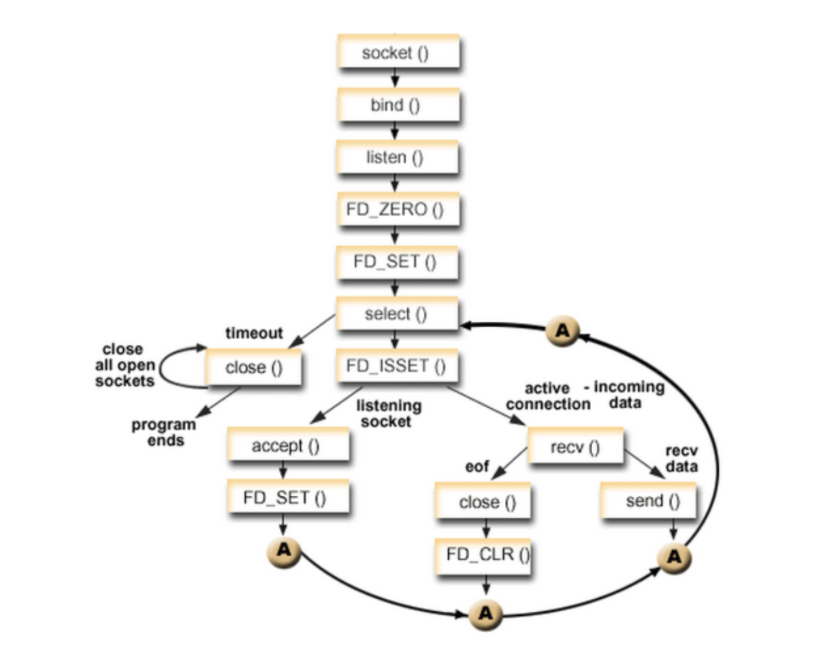 socket ()
bind ()
listen ()
FD_ZERO ()
FD_SET ()
select ()
A
timeout
close
all open
sockets
close ()
FD_ISSET ()
program
ends
listening
socket
active
connection
- incoming
data
accept ()
recv ()
eof
recv
data
FD_SET ()
close ()
send ()
A
FD_CLR ()
A
A